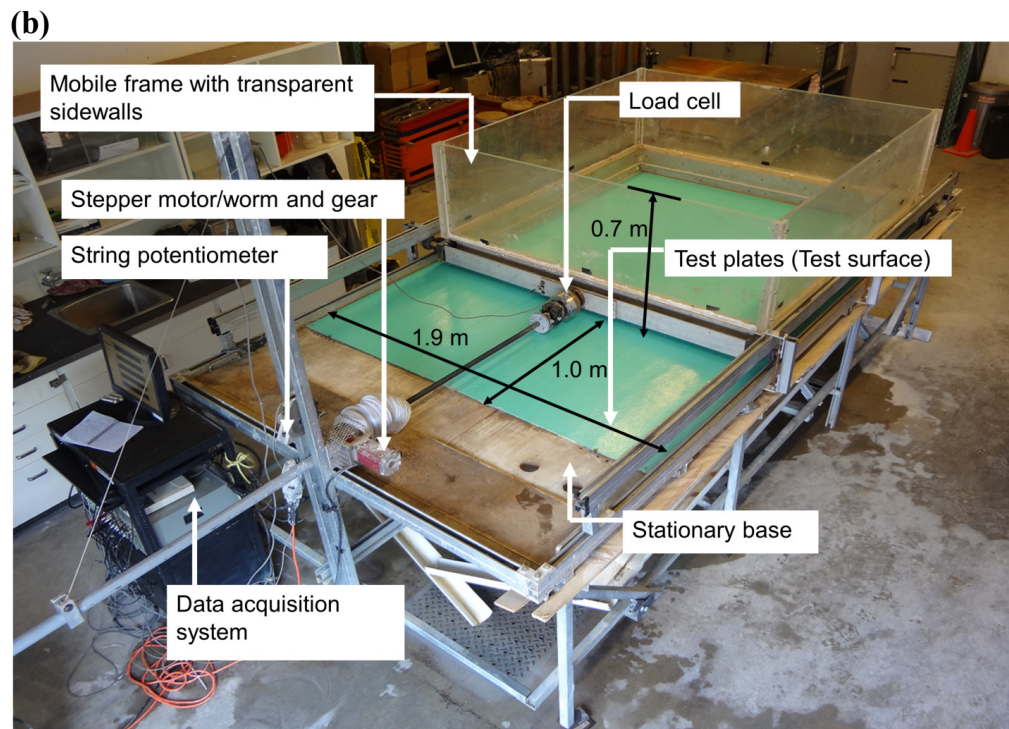 (b)
Mobile frame with transparent
sidewalls
Load cell
Stepper motor/worm and gear
0.7 m
String potentiometer
Test plates (Test surface)
1.9 m
1.0 m
Stationary base
Data acquisition
system